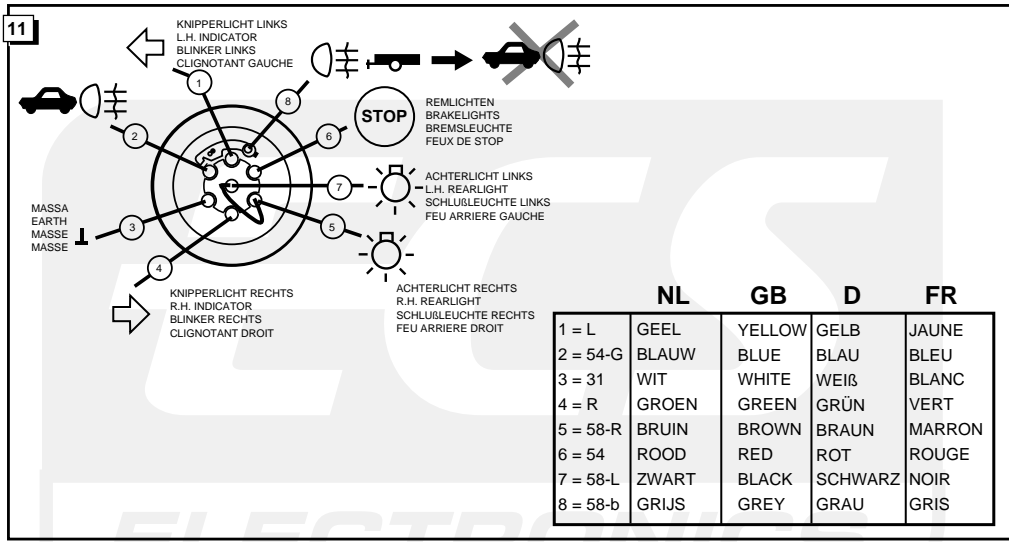 11
KNIPPERLICHT LINKS
L.H. INDICATOR
BLINKER LINKS
CLIGNOTANT GAUCHE
1
8
2
6
STOP
REMLICHTEN
BRAKELIGHTS
BREMSLEUCHTE
FEUX DE STOP
7
ACHTERLICHT LINKS
L.H. REARLIGHT
SCHLUßLEUCHTE LINKS
FEU ARRIERE GAUCHE
MASSA
EARTH
MASSE
MASSE
3
5
4
KNIPPERLICHT RECHTS
R.H. INDICATOR
BLINKER RECHTS
CLIGNOTANT DROIT
ACHTERLICHT RECHTS
R.H. REARLIGHT
SCHLUßLEUCHTE RECHTS
FEU ARRIERE DROIT
NL GB D FR
1 = L GEEL YELLOW GELB JAUNE
2 = 54-G BLAUW BLUE BLAU BLEU
3 = 31 WIT WHITE WEIß BLANC
4 = R GROEN GREEN GRÜN VERT
5 = 58-R BRUIN BROWN BRAUN MARRON
6 = 54 ROOD RED ROT ROUGE
7 = 58-L ZWART BLACK SCHWARZ NOIR
8 = 58-b GRIJS GREY GRAU GRIS
ECS
ELECTRONICS